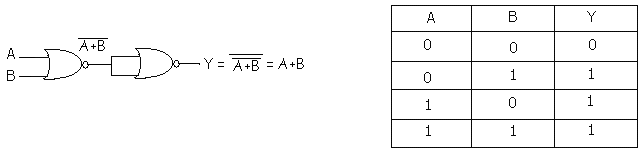 A̅+̅B̅
A
B
Y = A̿+̿B̿ = A+B
A B Y
0 0 0
0 1 1
1 0 1
1 1 1